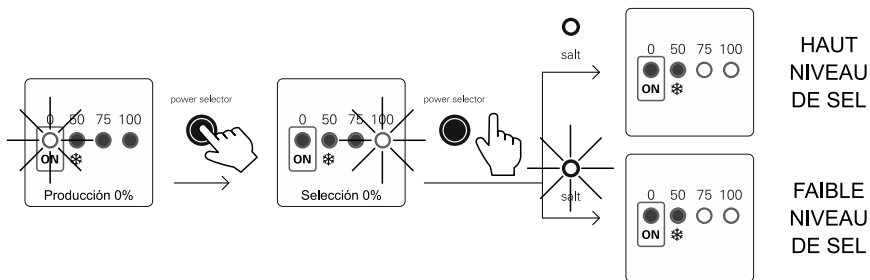 0 50 75 100
ON
Producción 0%
power selector
0 50 75 100
ON
Selección 0%
power selector
salt
0 50 75 100
ON
HAUT
NIVEAU
DE SEL
salt
0 50 75 100
ON
FAIBLE
NIVEAU
DE SEL